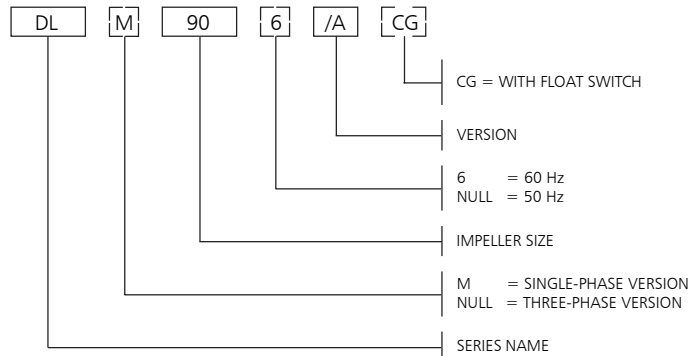 DL M 90 6 /A CG
CG = WITH FLOAT SWITCH
VERSION
6 = 60 Hz
NULL = 50 Hz
IMPELLER SIZE
M = SINGLE-PHASE VERSION
NULL = THREE-PHASE VERSION
SERIES NAME